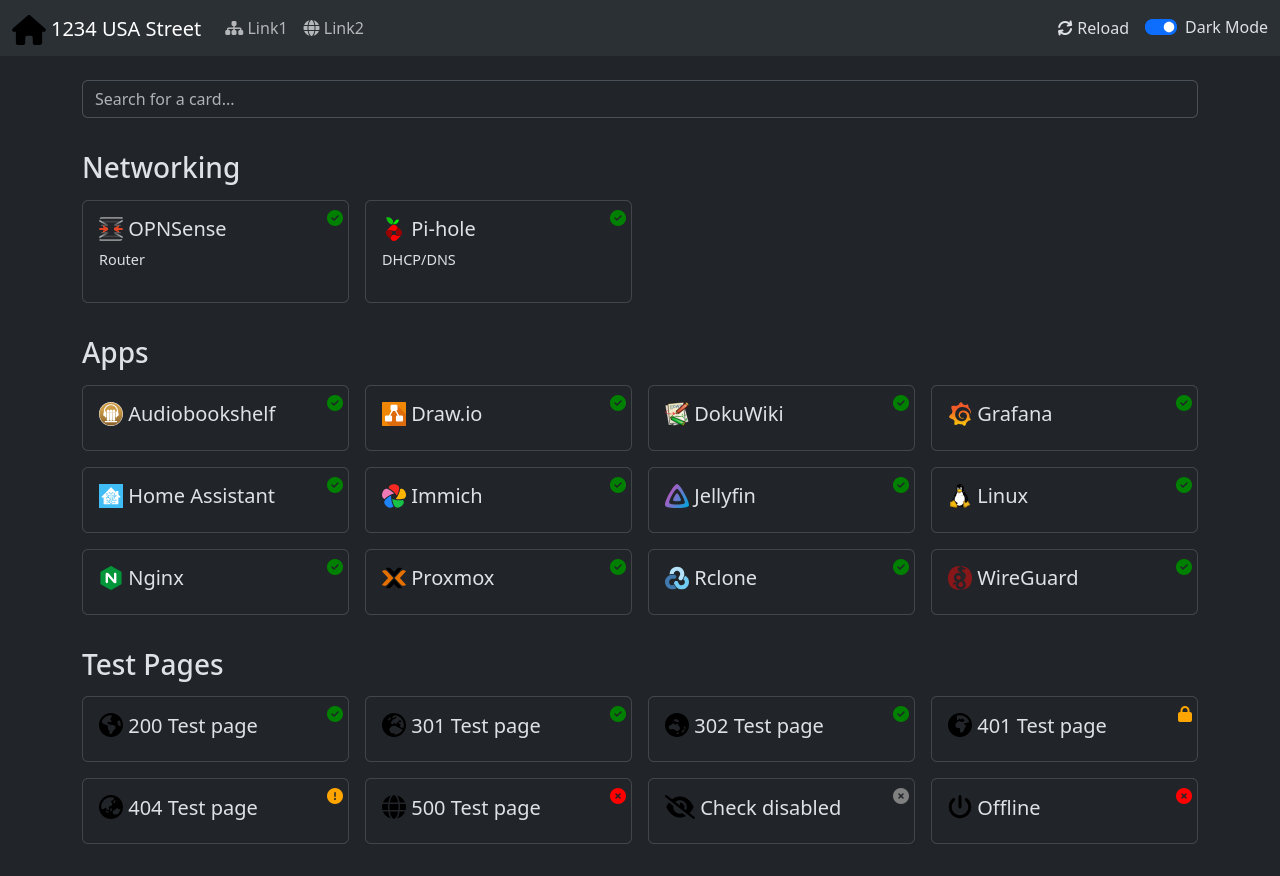 1234 USA Street Link1 Link2 Reload Dark Mode
Search for a card...
Networking
OPNSense Pi-hole
Router DHCP/DNS
Apps
Audiobookshelf Draw.io DokuWiki Grafana
Home Assistant Immich Jellyfin Linux
Nginx Proxmox Rclone WireGuard
Test Pages
200 Test page 301 Test page 302 Test page 401 Test page
404 Test page 500 Test page Check disabled Offline